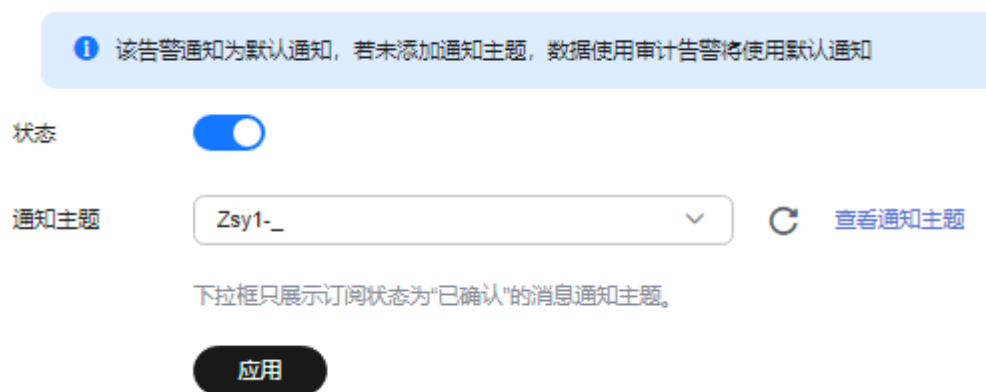 该告警通知为默认通知，若未添加通知主题，数据使用审计告警将使用默认通知
状态
通知主题 Zsy1-_ 查看通知主题
下拉框只展示订阅状态为“已确认”的消息通知主题。
应用